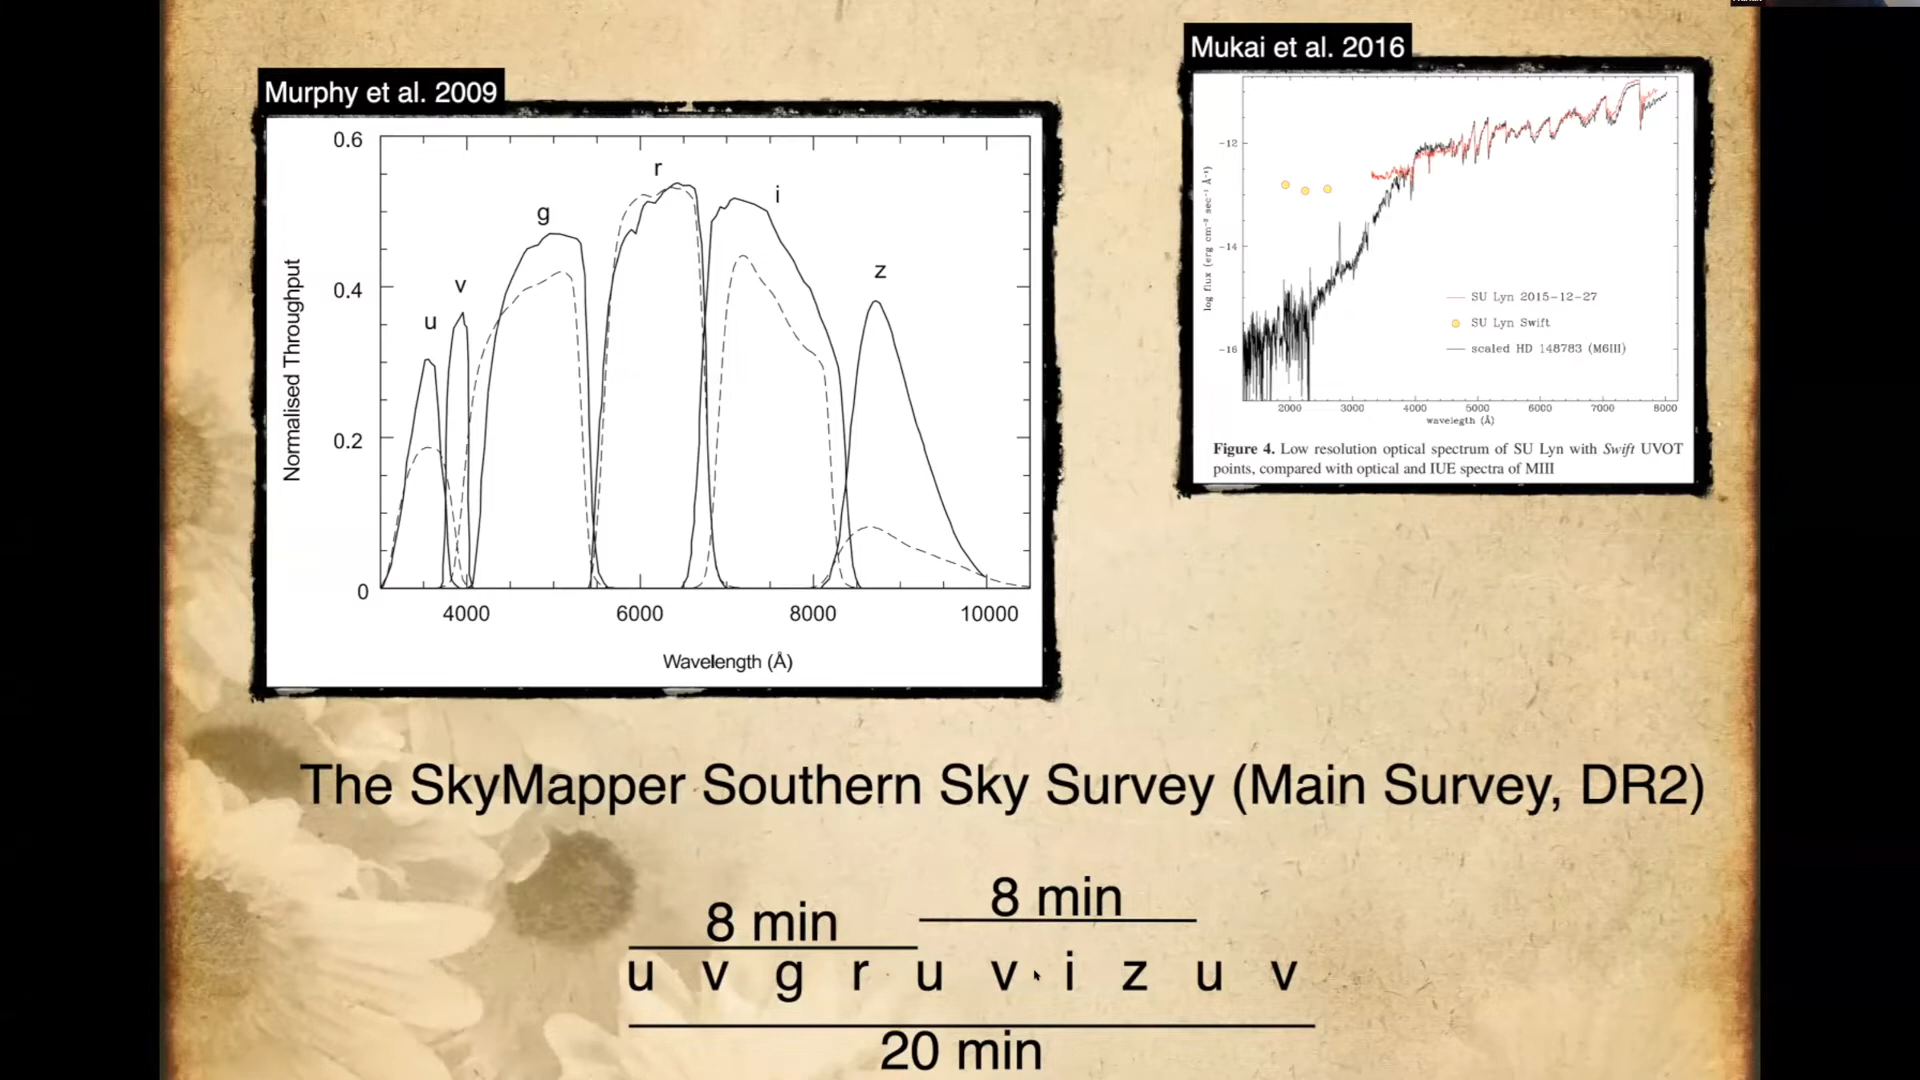 Murphy et al. 2009
0.6
0.4
0.2
0
Normalised Throughput
u
v
g
r
i
z
4000 6000 8000 10000
Wavelength (Å)
Mukai et al. 2016
-12
-14
-16
log flux (erg cm⁻² sec⁻¹ Å⁻¹)
SU Lyn 2015-12-27
SU Lyn Swift
scaled HD 148783 (M6III)
2000 3000 4000 5000 6000 7000 8000
wavelegth (Å)
Figure 4. Low resolution optical spectrum of SU Lyn with Swift UVOT
points, compared with optical and IUE spectra of MIII
The SkyMapper Southern Sky Survey (Main Survey, DR2)
8 min 8 min
u v g r u v i z u v
20 min